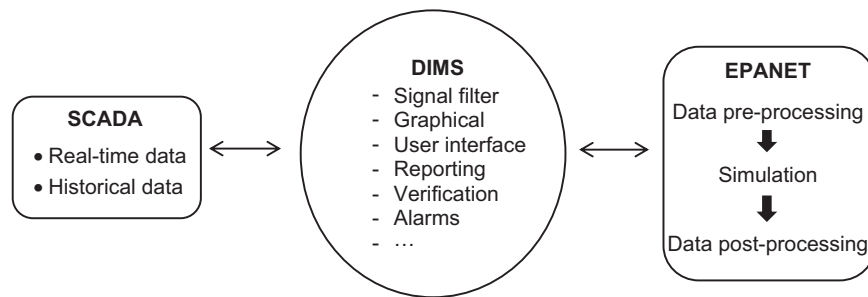 SCADA
• Real-time data
• Historical data
DIMS
- Signal filter
- Graphical
- User interface
- Reporting
- Verification
- Alarms
- …
EPANET
Data pre-processing
Simulation
Data post-processing